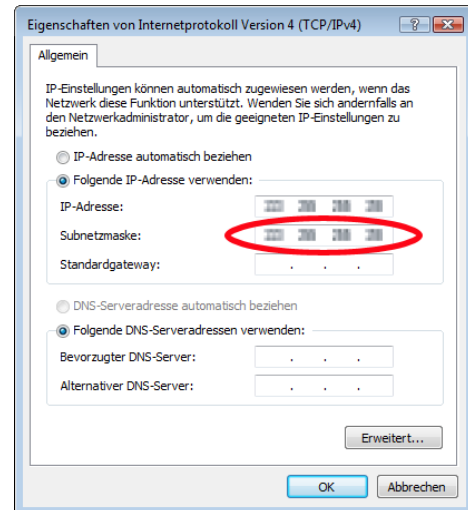 Eigenschaften von Internetprotokoll Version 4 (TCP/IPv4)
Allgemein
IP-Einstellungen können automatisch zugewiesen werden, wenn das
Netzwerk diese Funktion unterstützt. Wenden Sie sich andernfalls an
den Netzwerkadministrator, um die geeigneten IP-Einstellungen zu
beziehen.
IP-Adresse automatisch beziehen
Folgende IP-Adresse verwenden:
IP-Adresse:
Subnetzmaske:
Standardgateway: . . .
DNS-Serveradresse automatisch beziehen
Folgende DNS-Serveradressen verwenden:
Bevorzugter DNS-Server: . . .
Alternativer DNS-Server: . . .
Erweitert...
OK Abbrechen